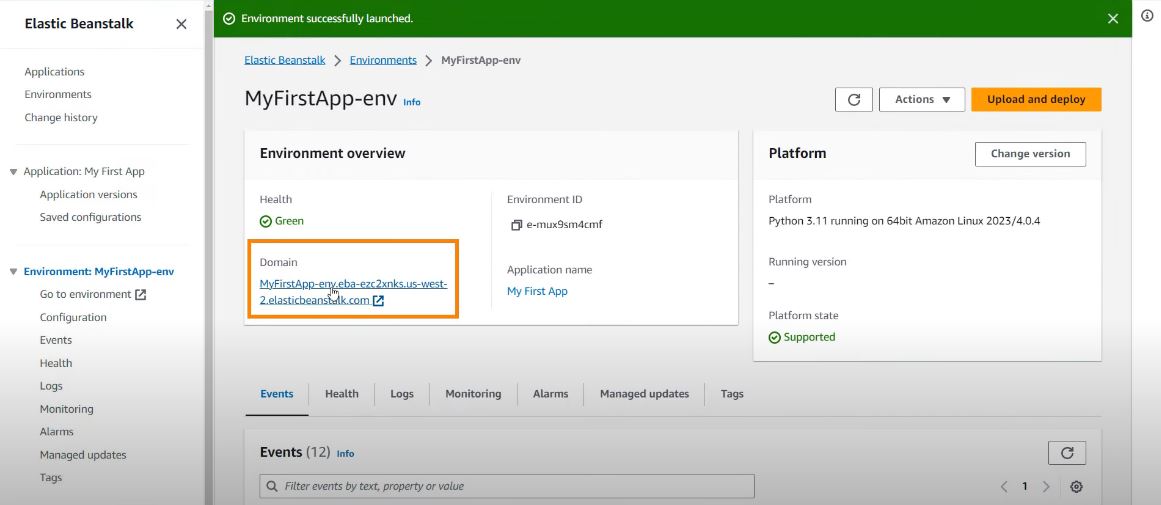 Elastic Beanstalk
Applications
Environments
Change history
Application: My First App
Application versions
Saved configurations
Environment: MyFirstApp-env
Go to environment
Configuration
Events
Health
Logs
Monitoring
Alarms
Managed updates
Tags
Environment successfully launched.
Elastic Beanstalk > Environments > MyFirstApp-env
MyFirstApp-env Info
Actions
Upload and deploy
Environment overview
Health
Green
Domain
MyFirstApp-env.eba-ezc2xnks.us-west-
2.elasticbeanstalk.com
Environment ID
e-mux9sm4cmf
Application name
My First App
Platform
Change version
Platform
Python 3.11 running on 64bit Amazon Linux 2023/4.0.4
Running version
–
Platform state
Supported
Events Health Logs Monitoring Alarms Managed updates Tags
Events (12) Info
Filter events by text, property or value
1